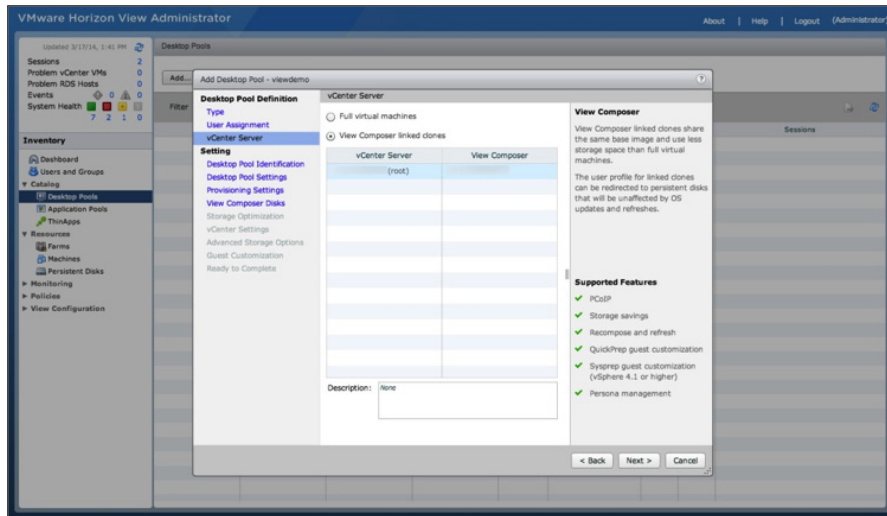 VMware Horizon View Administrator
About | Help | Logout (Administrator
Updated 3/17/14, 1:41 PM
Sessions 2
Problem vCenter VMs 0
Problem RDS Hosts 0
Events 0 0
System Health
7 2 1 0
Inventory
Dashboard
Users and Groups
Catalog
Desktop Pools
Application Pools
ThinApps
Resources
Farms
Machines
Persistent Disks
Monitoring
Policies
View Configuration
Desktop Pools
Add...
Filter
Sessions
Add Desktop Pool - viewdemo
?
Desktop Pool Definition
Type
User Assignment
vCenter Server
Setting
Desktop Pool Identification
Desktop Pool Settings
Provisioning Settings
View Composer Disks
Storage Optimization
vCenter Settings
Advanced Storage Options
Guest Customization
Ready to Complete
vCenter Server
Full virtual machines
View Composer linked clones
vCenter Server View Composer
(root)
Description: None
View Composer
View Composer linked clones share
the same base image and use less
storage space than full virtual
machines.
The user profile for linked clones
can be redirected to persistent disks
that will be unaffected by OS
updates and refreshes.
Supported Features
PCoIP
Storage savings
Recompose and refresh
QuickPrep guest customization
Sysprep guest customization
(vSphere 4.1 or higher)
Persona management
< Back Next > Cancel